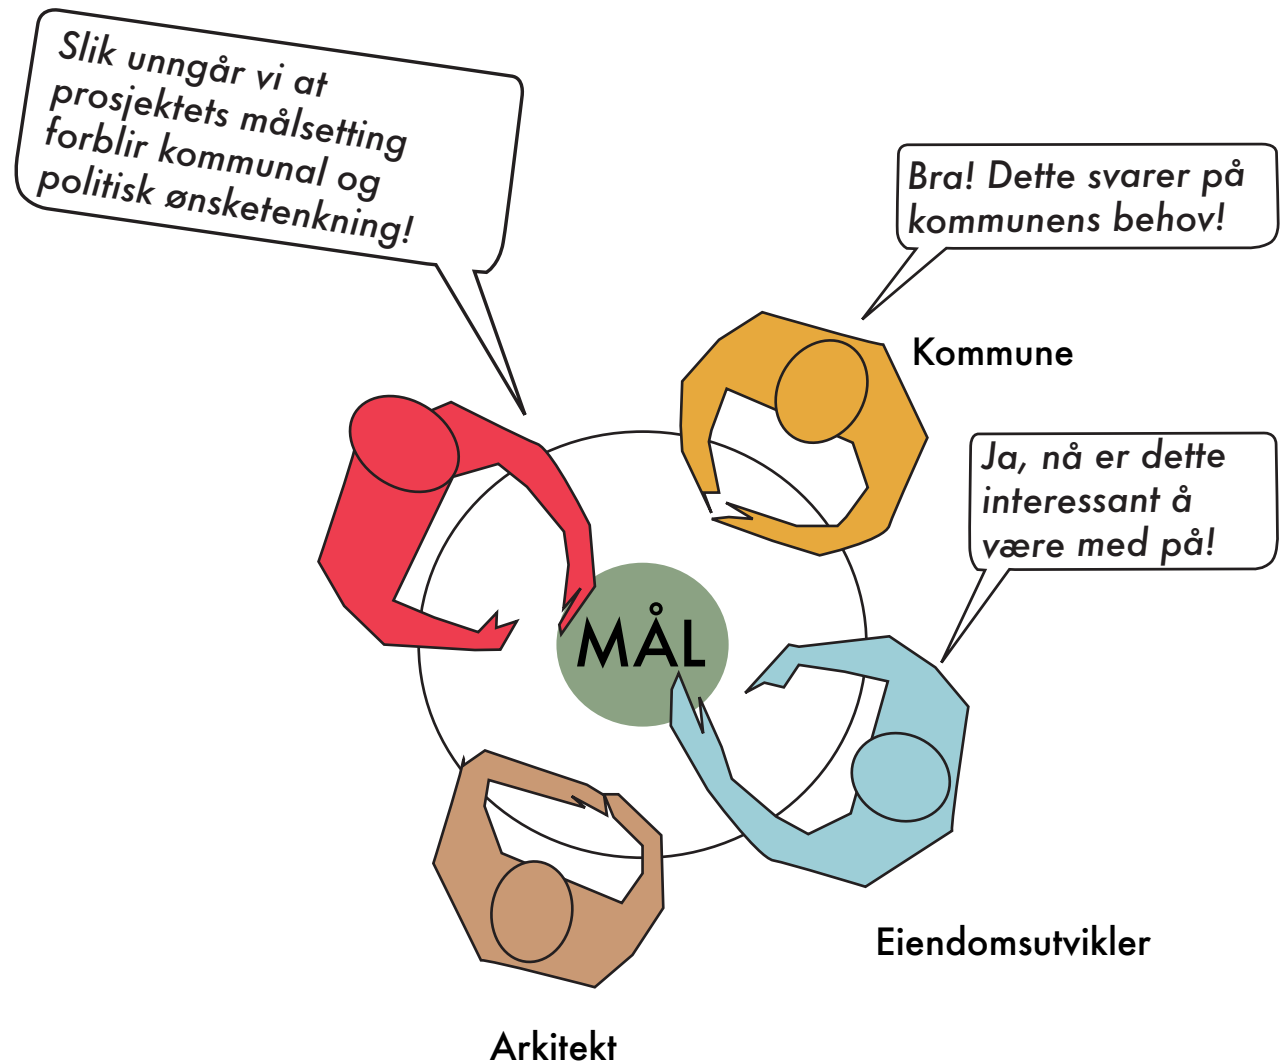 Slik unngår vi at
prosjektets målsetting
forblir kommunal og
politisk ønsketenkning!
Bra! Dette svarer på
kommunens behov!
Kommune
Ja, nå er dette
interessant å
være med på!
MÅL
Eiendomsutvikler
Arkitekt